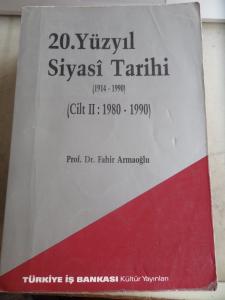 20.Yüzyıl
Siyasî Tarihi
(1914 - 1990)
(Cilt II : 1980 - 1990)
Prof. Dr. Fahir Armaoğlu
TÜRKİYE İŞ BANKASI Kültür Yayınları